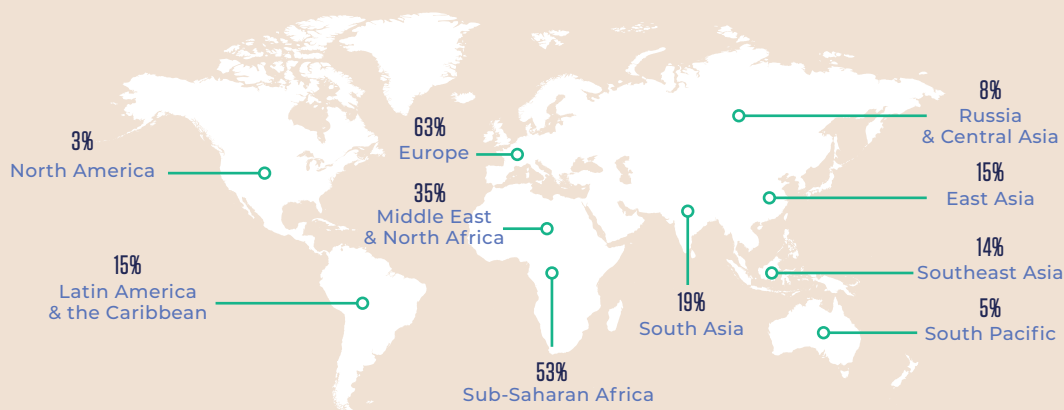 3%
North America
15%
Latin America
& the Caribbean
63%
Europe
35%
Middle East
& North Africa
53%
Sub-Saharan Africa
19%
South Asia
8%
Russia
& Central Asia
15%
East Asia
14%
Southeast Asia
5%
South Pacific